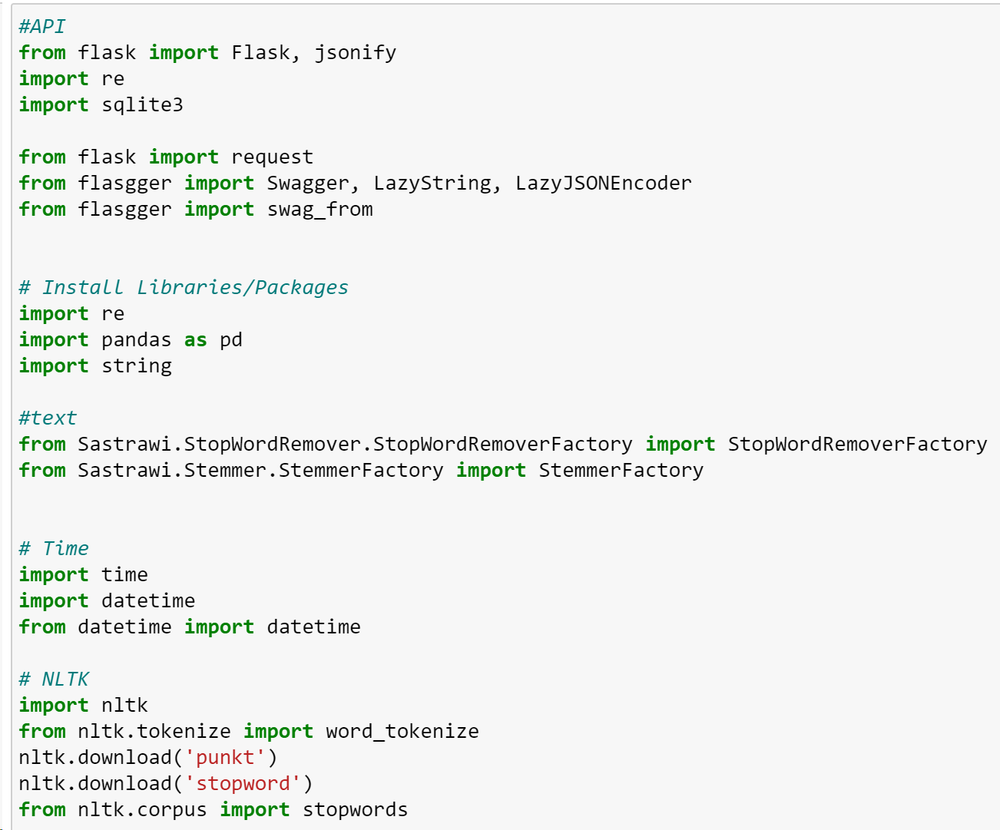 #API
from flask import Flask, jsonify
import re
import sqlite3
from flask import request
from flasgger import Swagger, LazyString, LazyJSONEncoder
from flasgger import swag_from
# Install Libraries/Packages
import re
import pandas as pd
import string
#text
from Sastrawi.StopWordRemover.StopWordRemoverFactory import StopWordRemoverFactory
from Sastrawi.Stemmer.StemmerFactory import StemmerFactory
# Time
import time
import datetime
from datetime import datetime
# NLTK
import nltk
from nltk.tokenize import word_tokenize
nltk.download('punkt')
nltk.download('stopword')
from nltk.corpus import stopwords